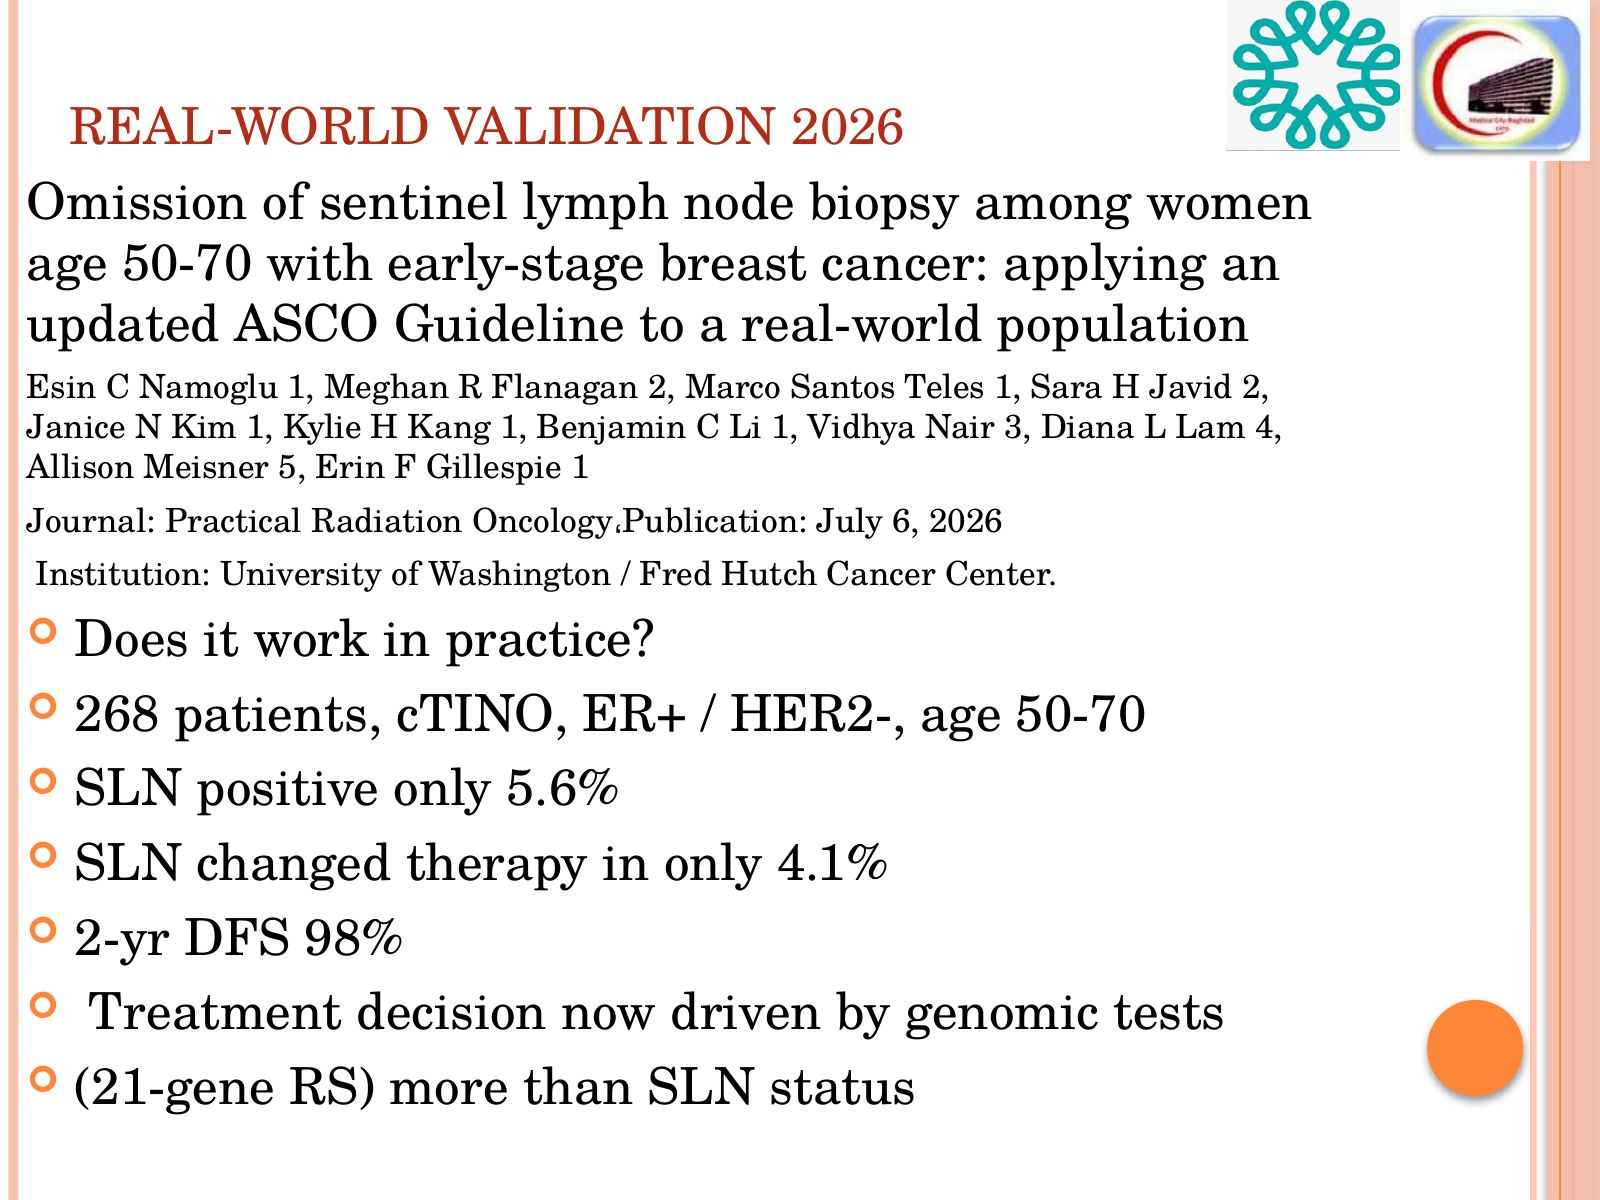 REAL-WORLD VALIDATION 2026
Omission of sentinel lymph node biopsy among women
age 50-70 with early-stage breast cancer: applying an
updated ASCO Guideline to a real-world population
Esin C Namoglu 1, Meghan R Flanagan 2, Marco Santos Teles 1, Sara H Javid 2,
Janice N Kim 1, Kylie H Kang 1, Benjamin C Li 1, Vidhya Nair 3, Diana L Lam 4,
Allison Meisner 5, Erin F Gillespie 1
Journal: Practical Radiation Oncology،Publication: July 6, 2026
Institution: University of Washington / Fred Hutch Cancer Center.
Does it work in practice?
268 patients, cTINO, ER+ / HER2-, age 50-70
SLN positive only 5.6%
SLN changed therapy in only 4.1%
2-yr DFS 98%
Treatment decision now driven by genomic tests
(21-gene RS) more than SLN status
Medical City-Baghdad
1970